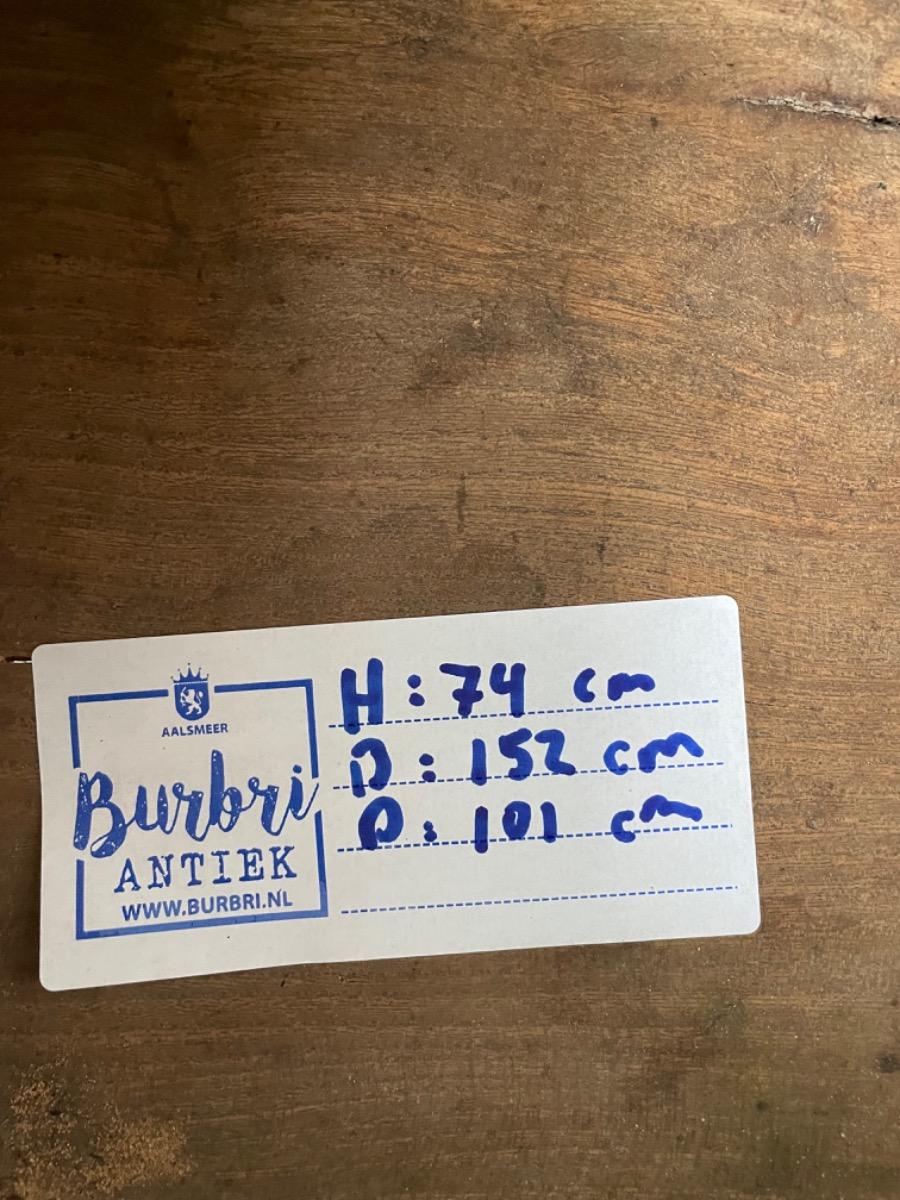 AALSMEER
Burbri
ANTIEK
WWW.BURBRI.NL
H: 74 cm
B: 152 cm
D: 101 cm